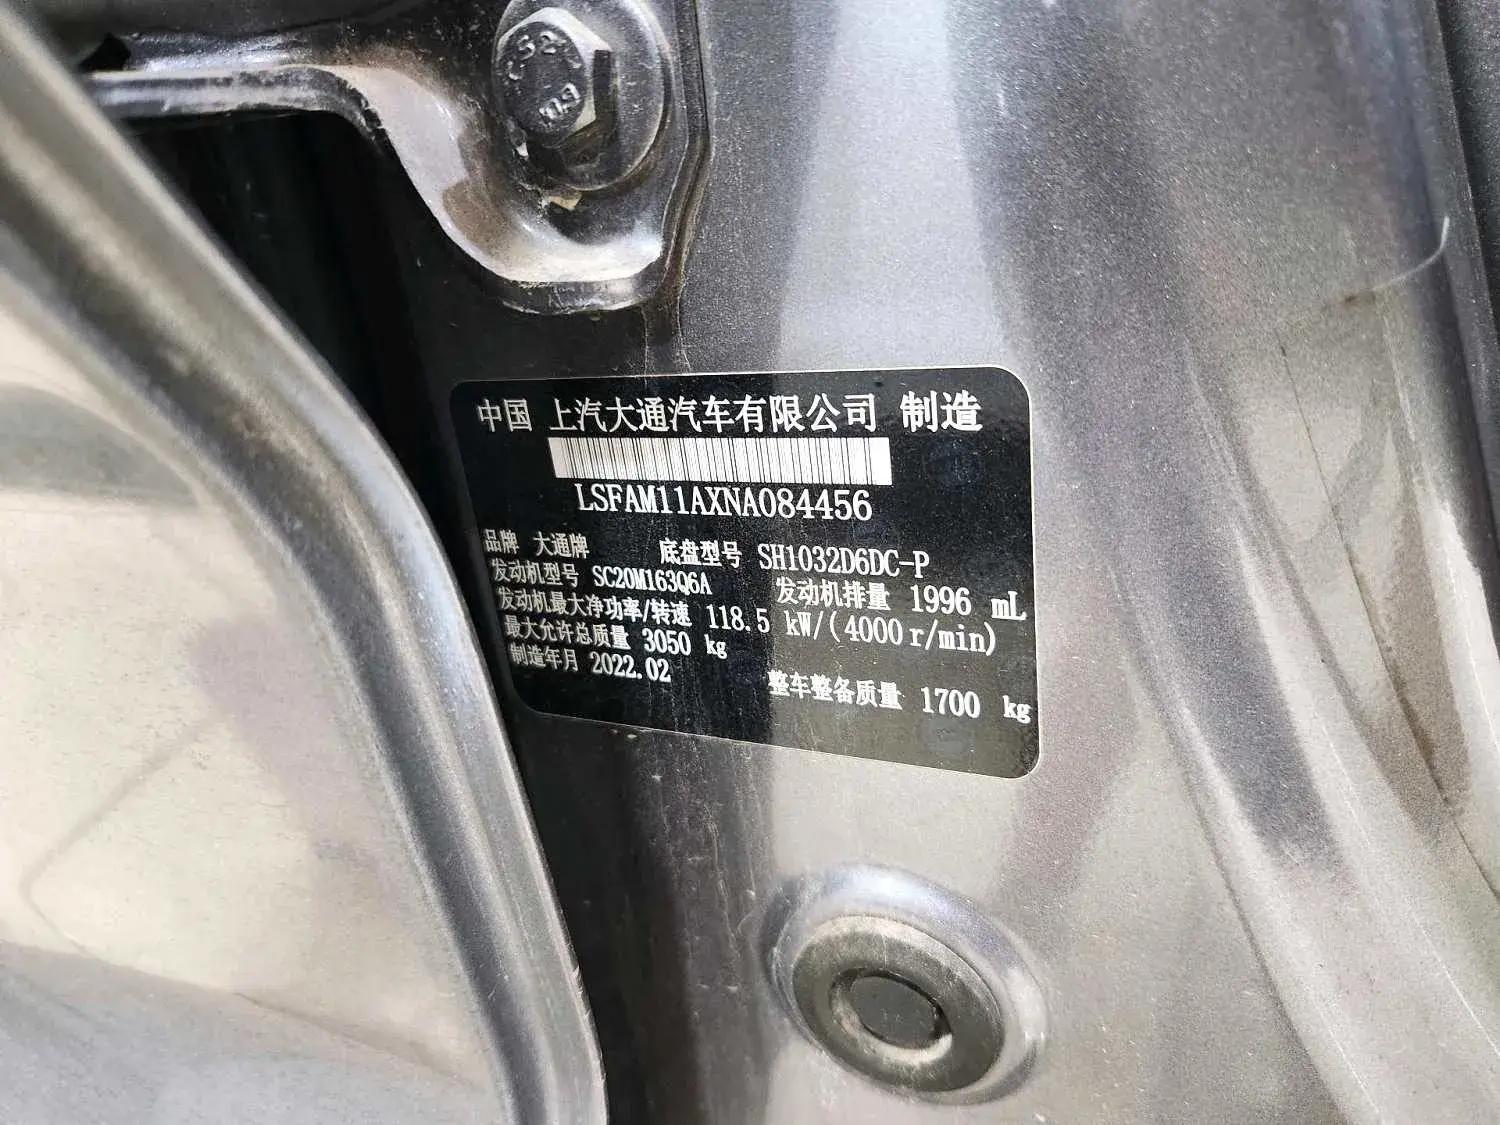 中国 上汽大通汽车有限公司 制造
LSFAM11AXNA084456
品牌 大通牌 底盘型号 SH1032D6DC-P
发动机型号 SC20M163Q6A 发动机排量 1996 mL
发动机最大净功率/转速 118.5 kW/(4000r/min)
最大允许总质量 3050 kg
制造年月 2022.02 整车整备质量 1700 kg